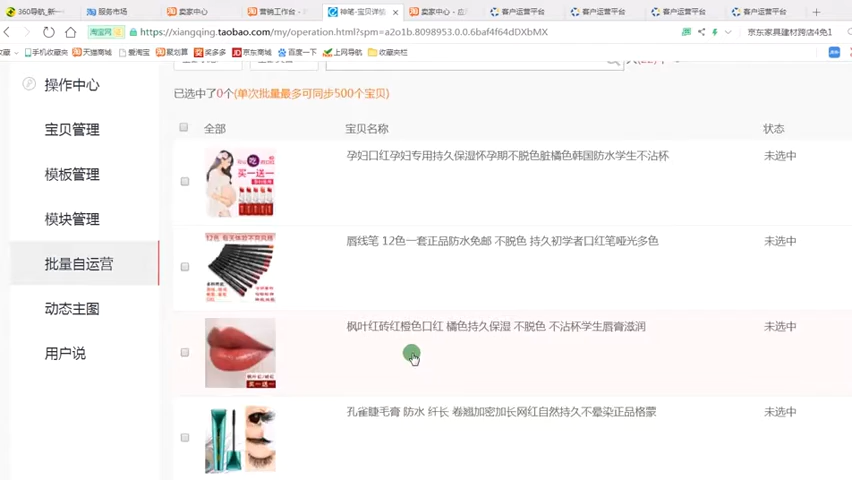 360导航_新一
服务市场
卖家中心
营销工作台 -
神笔-宝贝详情
卖家中心 - 应
客户运营平台
客户运营平台
客户运营平台
客户运营平台
淘宝网
https://xiangqing.taobao.com/my/operation.html?spm=a2o1b.8098953.0.0.6baf4f64dDXbMX
京东家具建材跨店4免1
收藏
手机收藏夹
天猫商城
爱淘宝
聚划算
奖多多
京东商城
百度一下
上网导航
收藏栏
操作中心
宝贝管理
模板管理
模块管理
批量自运营
动态主图
用户说
已选中了0个(单次批量最多可同步500个宝贝)
全部
宝贝名称
状态
吃
买一送一
孕妇口红孕妇专用持久保湿怀孕期不脱色脏橘色韩国防水学生不沾杯
未选中
唇线笔 12色一套正品防水免邮 不脱色 持久初学者口红笔哑光多色
未选中
枫叶红砖红橙色口红 橘色持久保湿 不脱色 不沾杯学生唇膏滋润
未选中
买一送一
孔雀睫毛膏 防水 纤长 卷翘加密加长网红自然持久不晕染正品格蒙
未选中